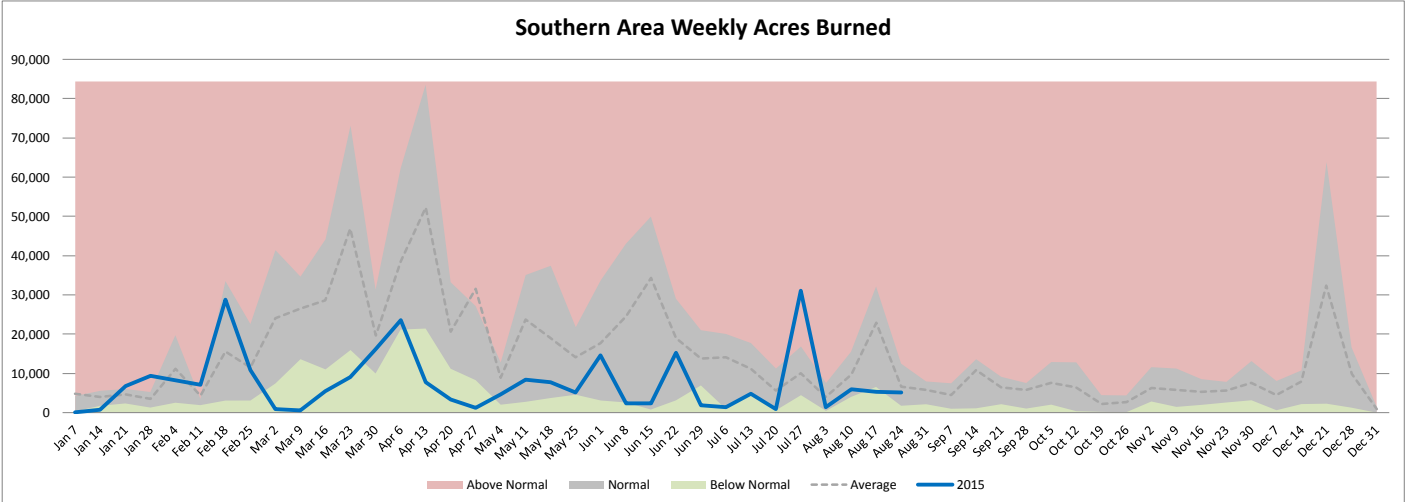 Southern Area Weekly Acres Burned
90,000
80,000
70,000
60,000
50,000
40,000
30,000
20,000
10,000
0
Jan 7
Jan 14
Jan 21
Jan 28
Feb 4
Feb 11
Feb 18
Feb 25
Mar 2
Mar 9
Mar 16
Mar 23
Mar 30
Apr 6
Apr 13
Apr 20
Apr 27
May 4
May 11
May 18
May 25
Jun 1
Jun 8
Jun 15
Jun 22
Jun 29
Jul 6
Jul 13
Jul 20
Jul 27
Aug 3
Aug 10
Aug 17
Aug 24
Aug 31
Sep 7
Sep 14
Sep 21
Sep 28
Oct 5
Oct 12
Oct 19
Oct 26
Nov 2
Nov 9
Nov 16
Nov 23
Nov 30
Dec 7
Dec 14
Dec 21
Dec 28
Dec 31
Above Normal Normal Below Normal Average 2015